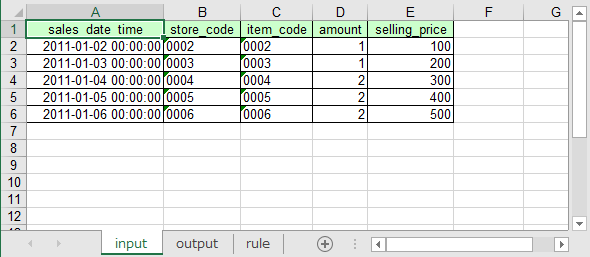 A B C D E F G
1 sales_date_time store_code item_code amount selling_price
2 2011-01-02 00:00:00 0002 0002 1 100
3 2011-01-03 00:00:00 0003 0003 1 200
4 2011-01-04 00:00:00 0004 0004 2 300
5 2011-01-05 00:00:00 0005 0005 2 400
6 2011-01-06 00:00:00 0006 0006 2 500
7
8
9
10
11
12
input output rule